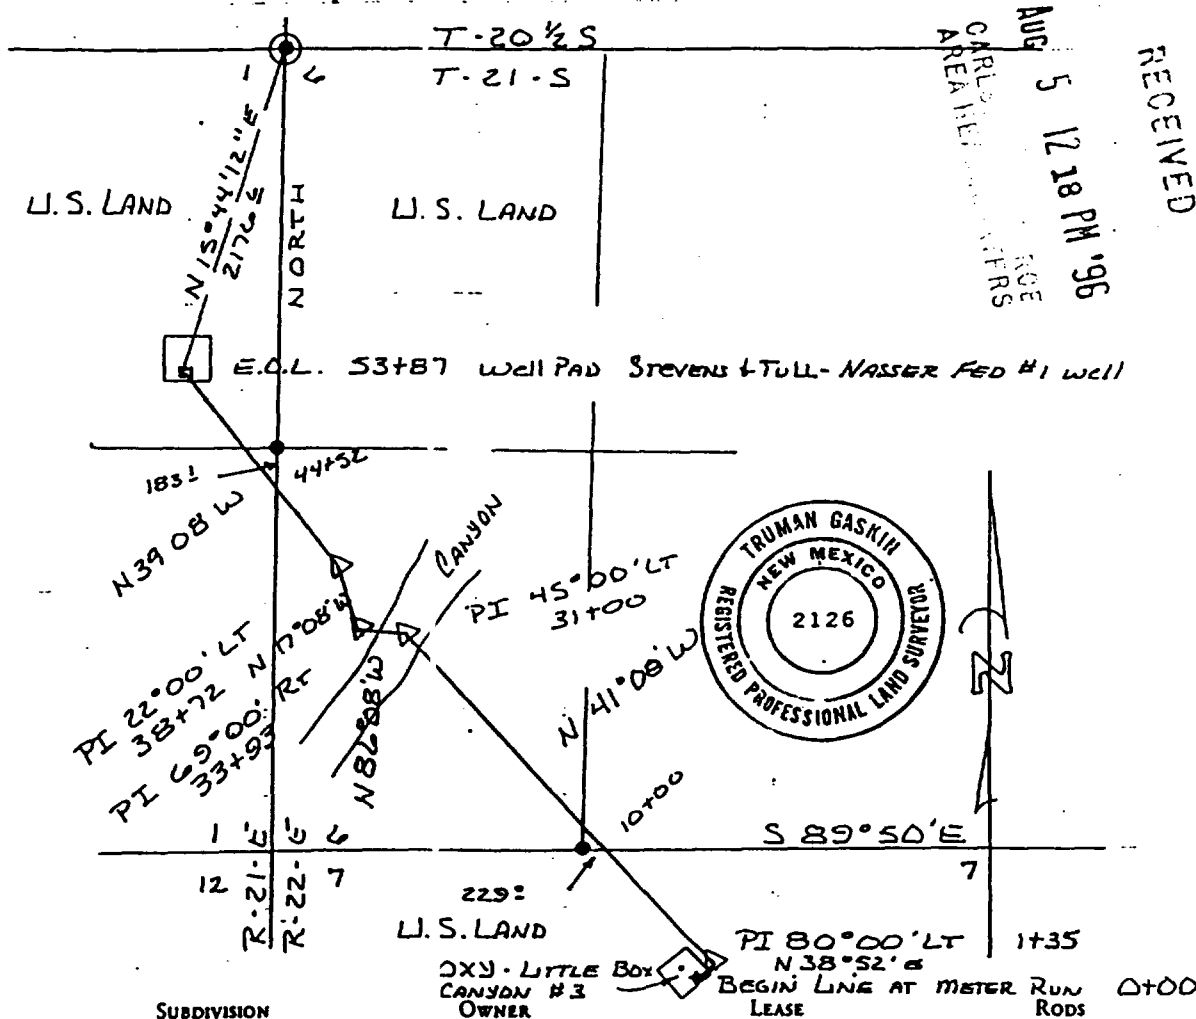 T-20 ½ S
T-21-S
1 6
AUG 5 12 18 PM '96
RECEIVED
U.S. LAND
N 15°44'12" E
2176
NORTH
U.S. LAND
E.O.L. 53+87 Well Pad Stevens & Tull- NASSER FED #1 well
183±
44+52
N 39 08 W
CANYON
PI 45°00' LT
31+00
PI 22°00' LT
38+72
N 17°08' W
PI 69°00' RT
33+93
N 86°08' W
N 41°08' W
10+00
TRUMAN GASKIN
NEW MEXICO
2126
REGISTERED PROFESSIONAL LAND SURVEYOR
N
1 6
S 89°50' E
12 7
7
R-21-E
R-22-E
229
U.S. LAND
OXY - LITTLE BOX
CANYON #3
PI 80°00' LT 1+35
N 38°52' E
BEGIN LINE AT METER RUN 0+00
SUBDIVISION OWNER LEASE RODS